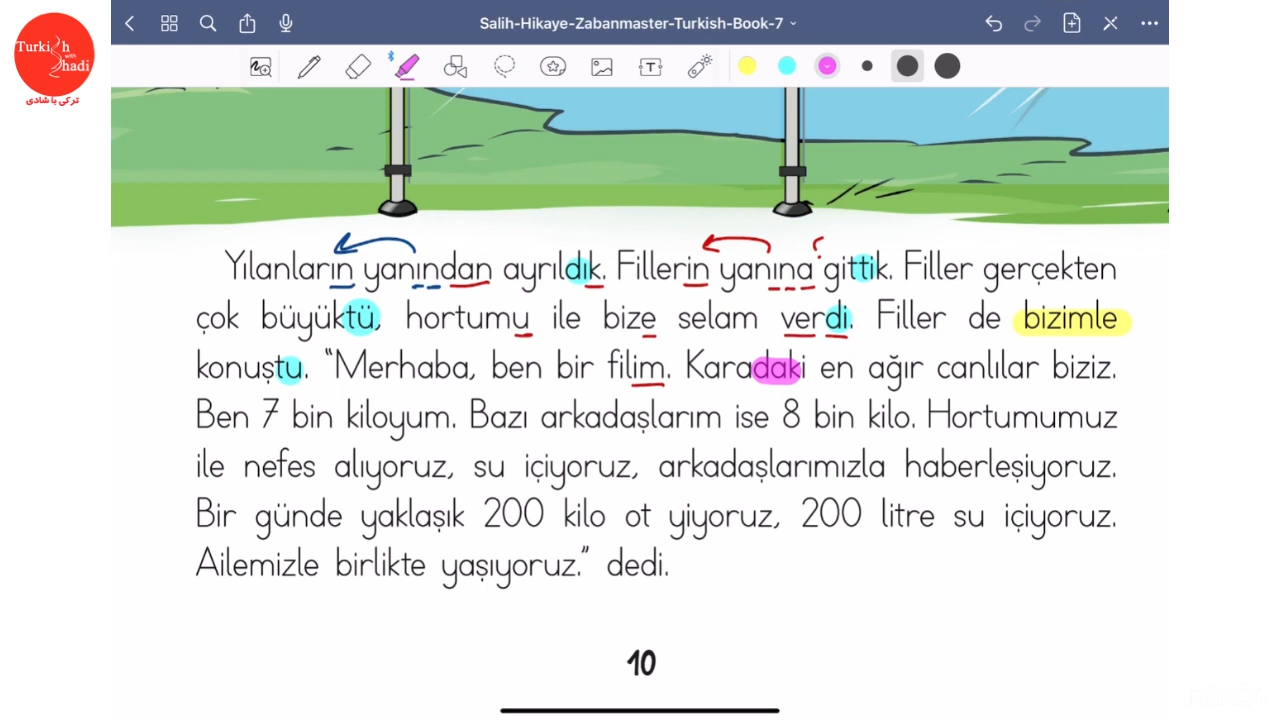 Turkish
with
Shadi
ترکی با شادی
Salih-Hikaye-Zabanmaster-Turkish-Book-7
T
Yılanların yanından ayrıldık. Fillerin yanına gittik. Filler gerçekten
çok büyüktü, hortumu ile bize selam verdi. Filler de bizimle
konuştu. “Merhaba, ben bir filim. Karadaki en ağır canlılar biziz.
Ben 7 bin kiloyum. Bazı arkadaşlarım ise 8 bin kilo. Hortumumuz
ile nefes alıyoruz, su içiyoruz, arkadaşlarımızla haberleşiyoruz.
Bir günde yaklaşık 200 kilo ot yiyoruz, 200 litre su içiyoruz.
Ailemizle birlikte yaşıyoruz.” dedi.
10